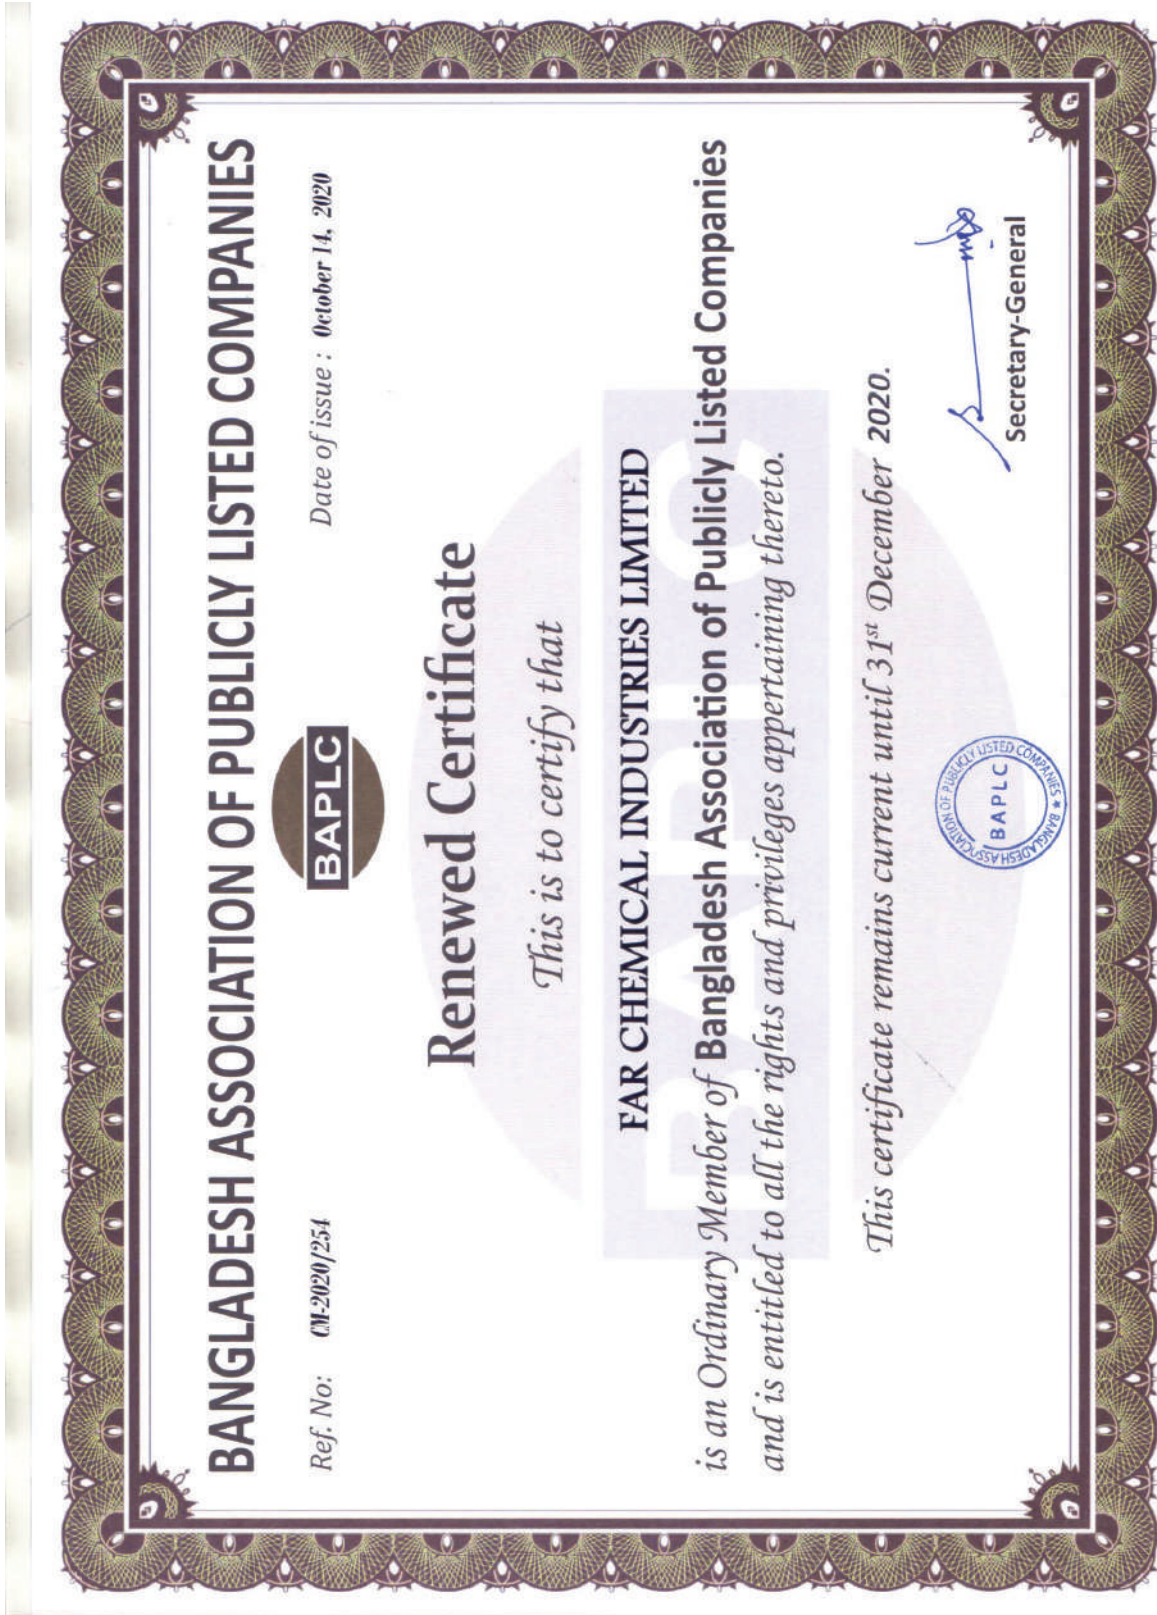 BANGLADESH ASSOCIATION OF PUBLICLY LISTED COMPANIES
Ref. No: CM-2020/254
Date of issue : October 14, 2020
BAPLC
Renewed Certificate
This is to certify that
BAPLC
FAR CHEMICAL INDUSTRIES LIMITED
is an Ordinary Member of Bangladesh Association of Publicly Listed Companies
and is entitled to all the rights and privileges appertaining thereto.
This certificate remains current until 31st December 2020.
BANGLADESH ASSOCIATION OF PUBLICLY LISTED COMPANIES ★
BAPLC
Secretary-General